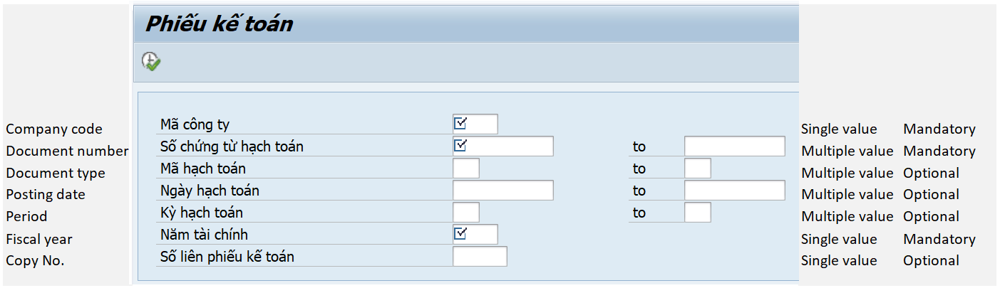 Phiếu kế toán
Company code Mã công ty Single value Mandatory
Document number Số chứng từ hạch toán to Multiple value Mandatory
Document type Mã hạch toán to Multiple value Optional
Posting date Ngày hạch toán to Multiple value Optional
Period Kỳ hạch toán to Multiple value Optional
Fiscal year Năm tài chính Single value Mandatory
Copy No. Số liên phiếu kế toán Single value Optional